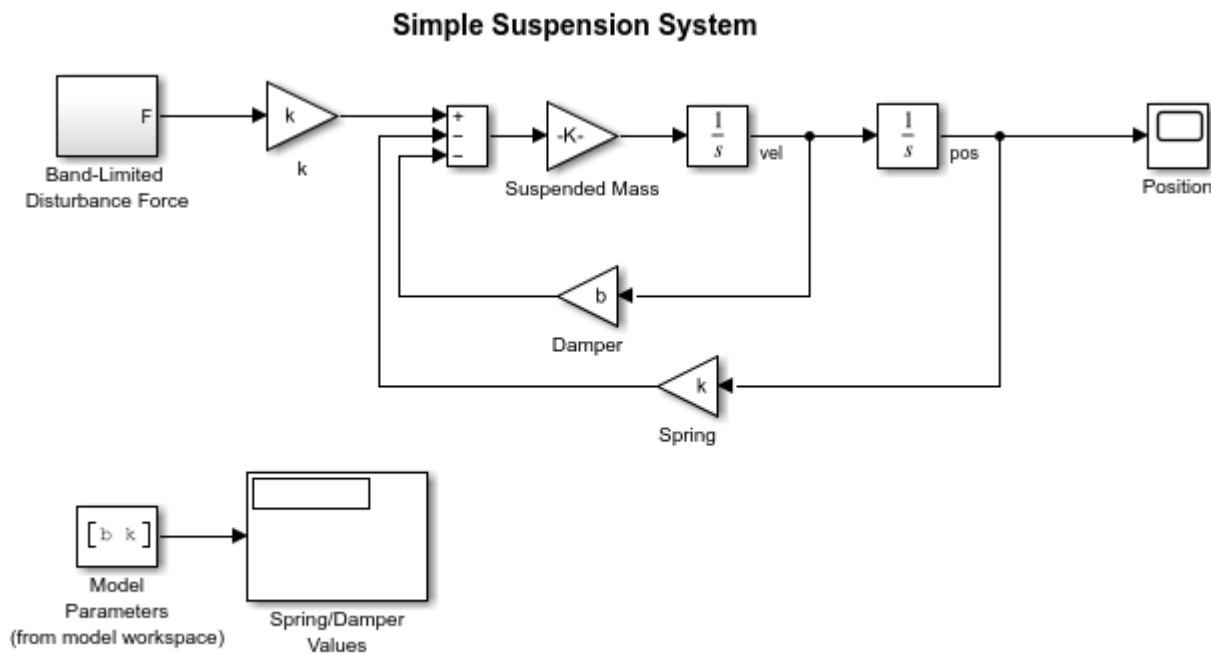 Simple Suspension System
F
Band-Limited
Disturbance Force
k
k
+
−
−
-K-
Suspended Mass
1
s
vel
1
s
pos
Position
b
Damper
k
Spring
[b k]
Model
Parameters
(from model workspace)
Spring/Damper
Values